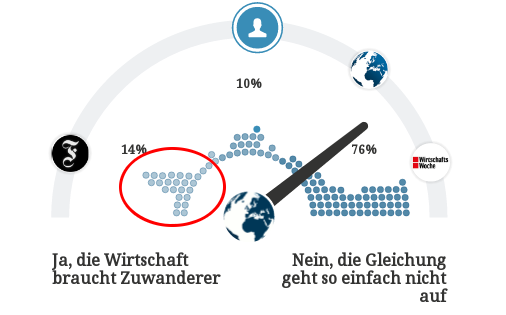 10%
14%
76%
F
Wirtschafts
Woche
Ja, die Wirtschaft
braucht Zuwanderer
Nein, die Gleichung
geht so einfach nicht
auf